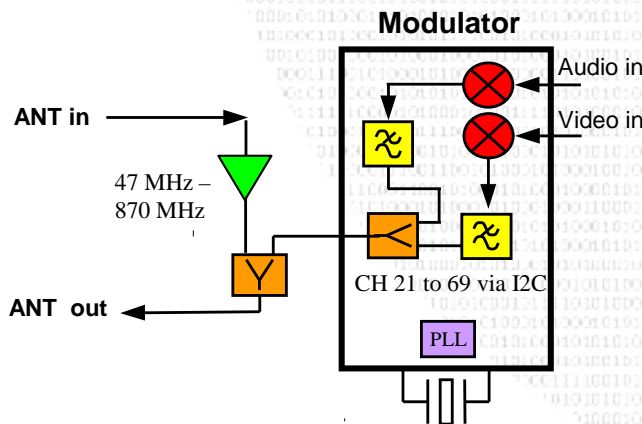 Modulator
Audio in
Video in
ANT in
47 MHz –
870 MHz
CH 21 to 69 via I2C
ANT out
PLL